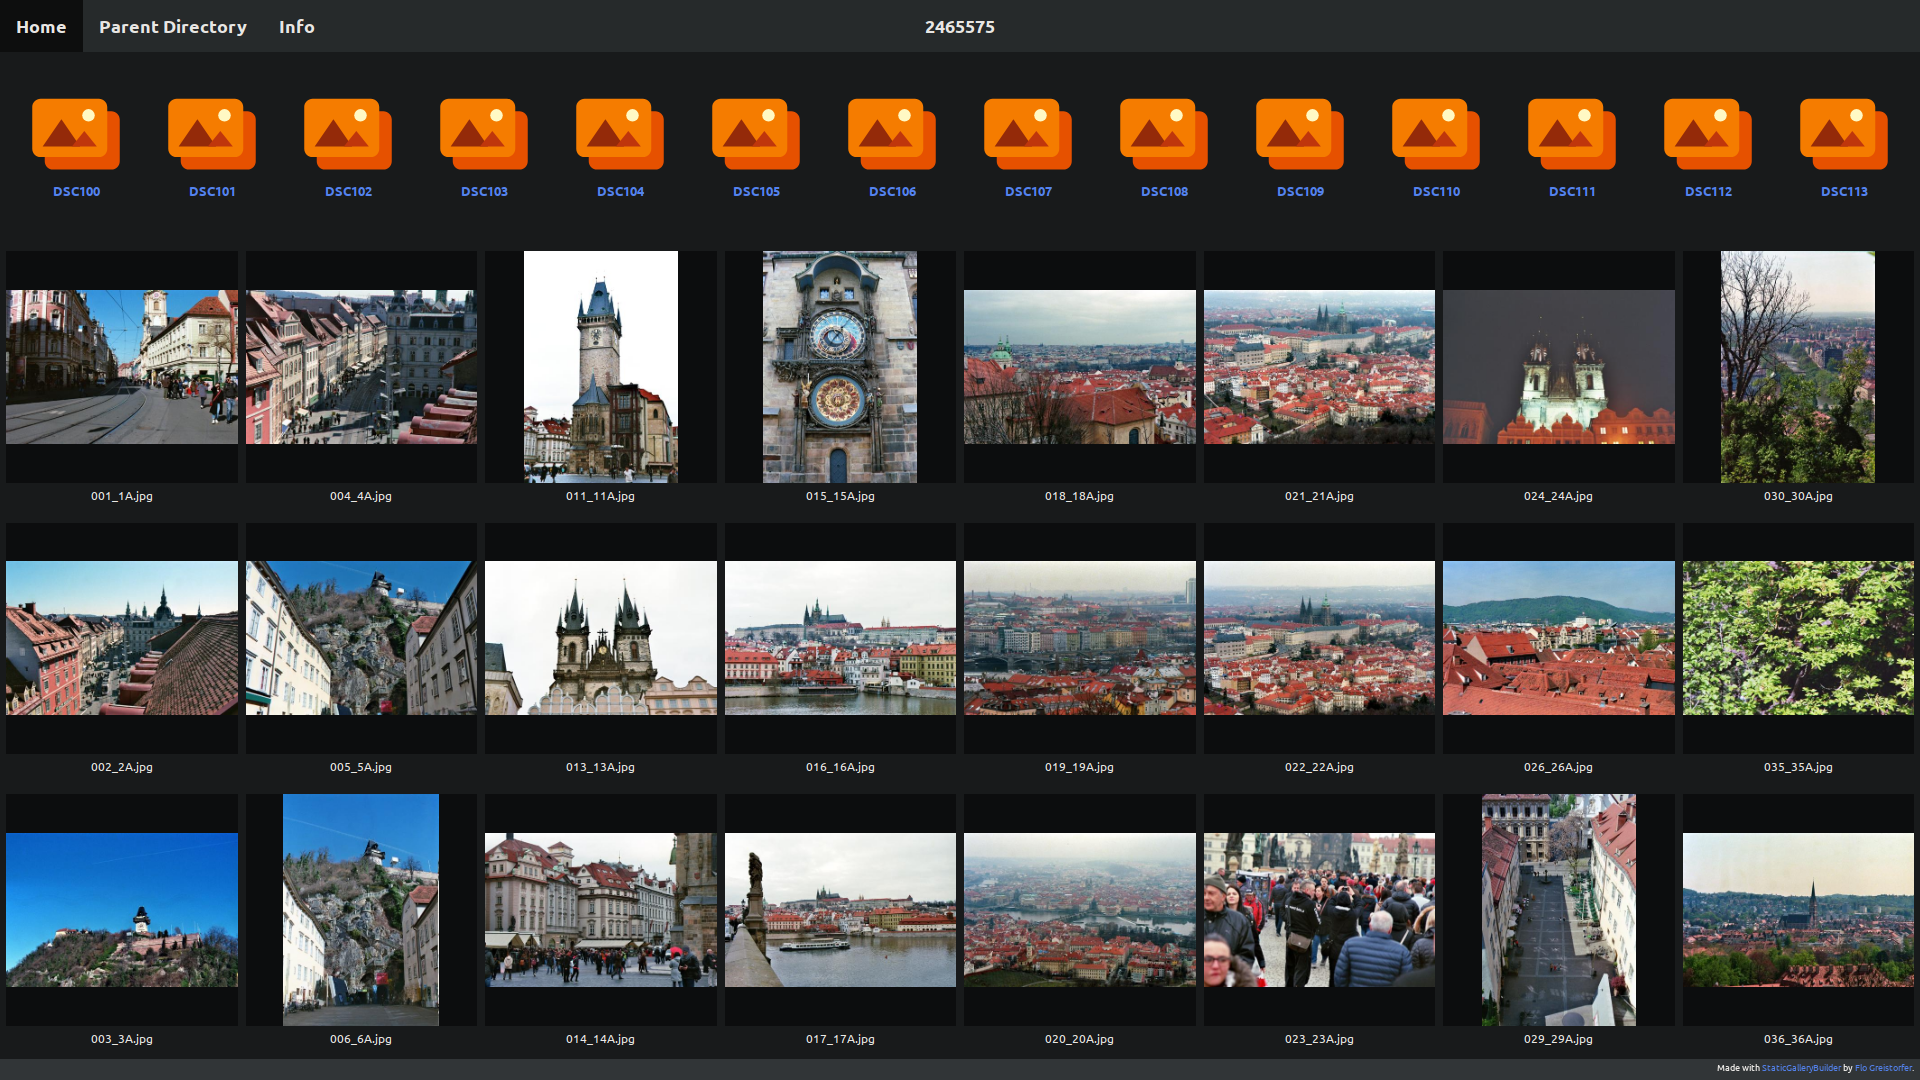 Home Parent Directory Info 2465575
DSC100 DSC101 DSC102 DSC103 DSC104 DSC105 DSC106 DSC107 DSC108 DSC109 DSC110 DSC111 DSC112 DSC113
001_1A.jpg 004_4A.jpg 011_11A.jpg 015_15A.jpg 018_18A.jpg 021_21A.jpg 024_24A.jpg 030_30A.jpg
002_2A.jpg 005_5A.jpg 013_13A.jpg 016_16A.jpg 019_19A.jpg 022_22A.jpg 026_26A.jpg 035_35A.jpg
003_3A.jpg 006_6A.jpg 014_14A.jpg 017_17A.jpg 020_20A.jpg 023_23A.jpg 029_29A.jpg 036_36A.jpg
Made with StaticGalleryBuilder by Flo Greistorfer.